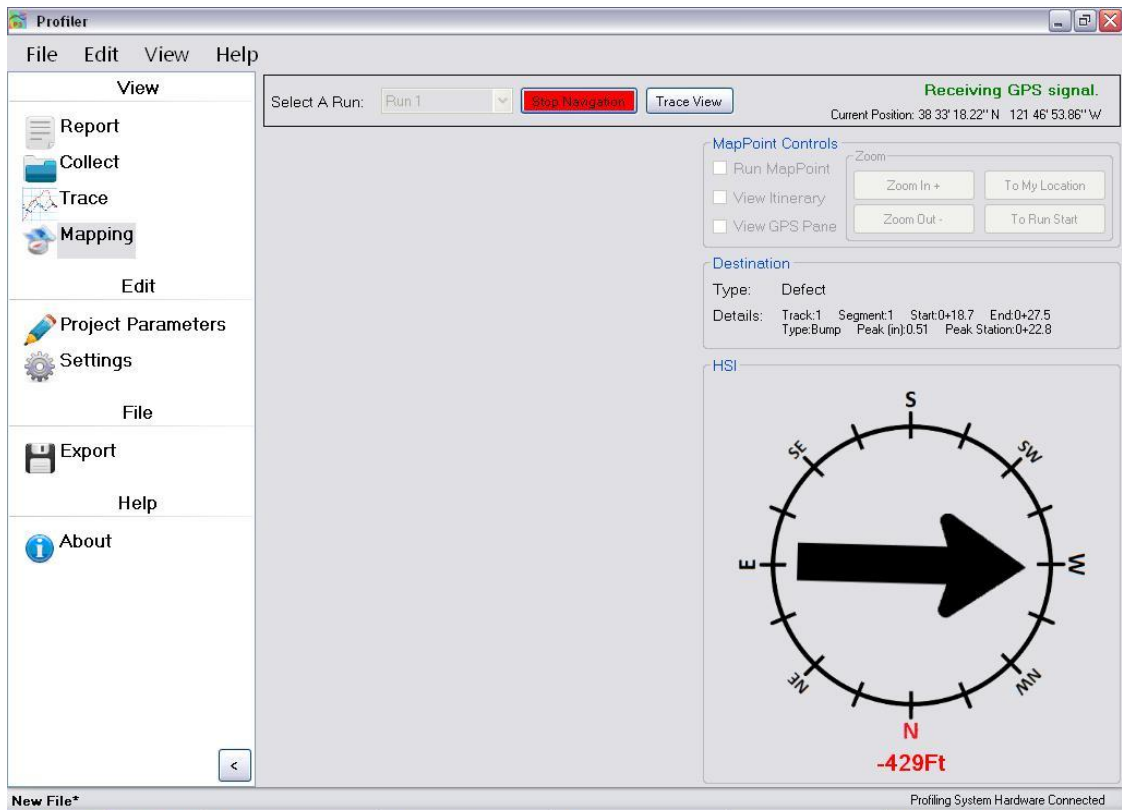 Profiler
File Edit View Help
View
Report
Collect
Trace
Mapping
Edit
Project Parameters
Settings
File
Export
Help
About
<
Select A Run: Run 1 Stop Navigation Trace View
Receiving GPS signal.
Current Position: 38 33' 18.22" N 121 46' 53.86" W
MapPoint Controls
Run MapPoint
View Itinerary
View GPS Pane
Zoom
Zoom In + To My Location
Zoom Out - To Run Start
Destination
Type: Defect
Details: Track:1 Segment:1 Start:0+18.7 End:0+27.5
Type:Bump Peak (in):0.51 Peak Station:0+22.8
HSI
S
SE SW
E W
NE NW
N
-429Ft
New File* Profiling System Hardware Connected